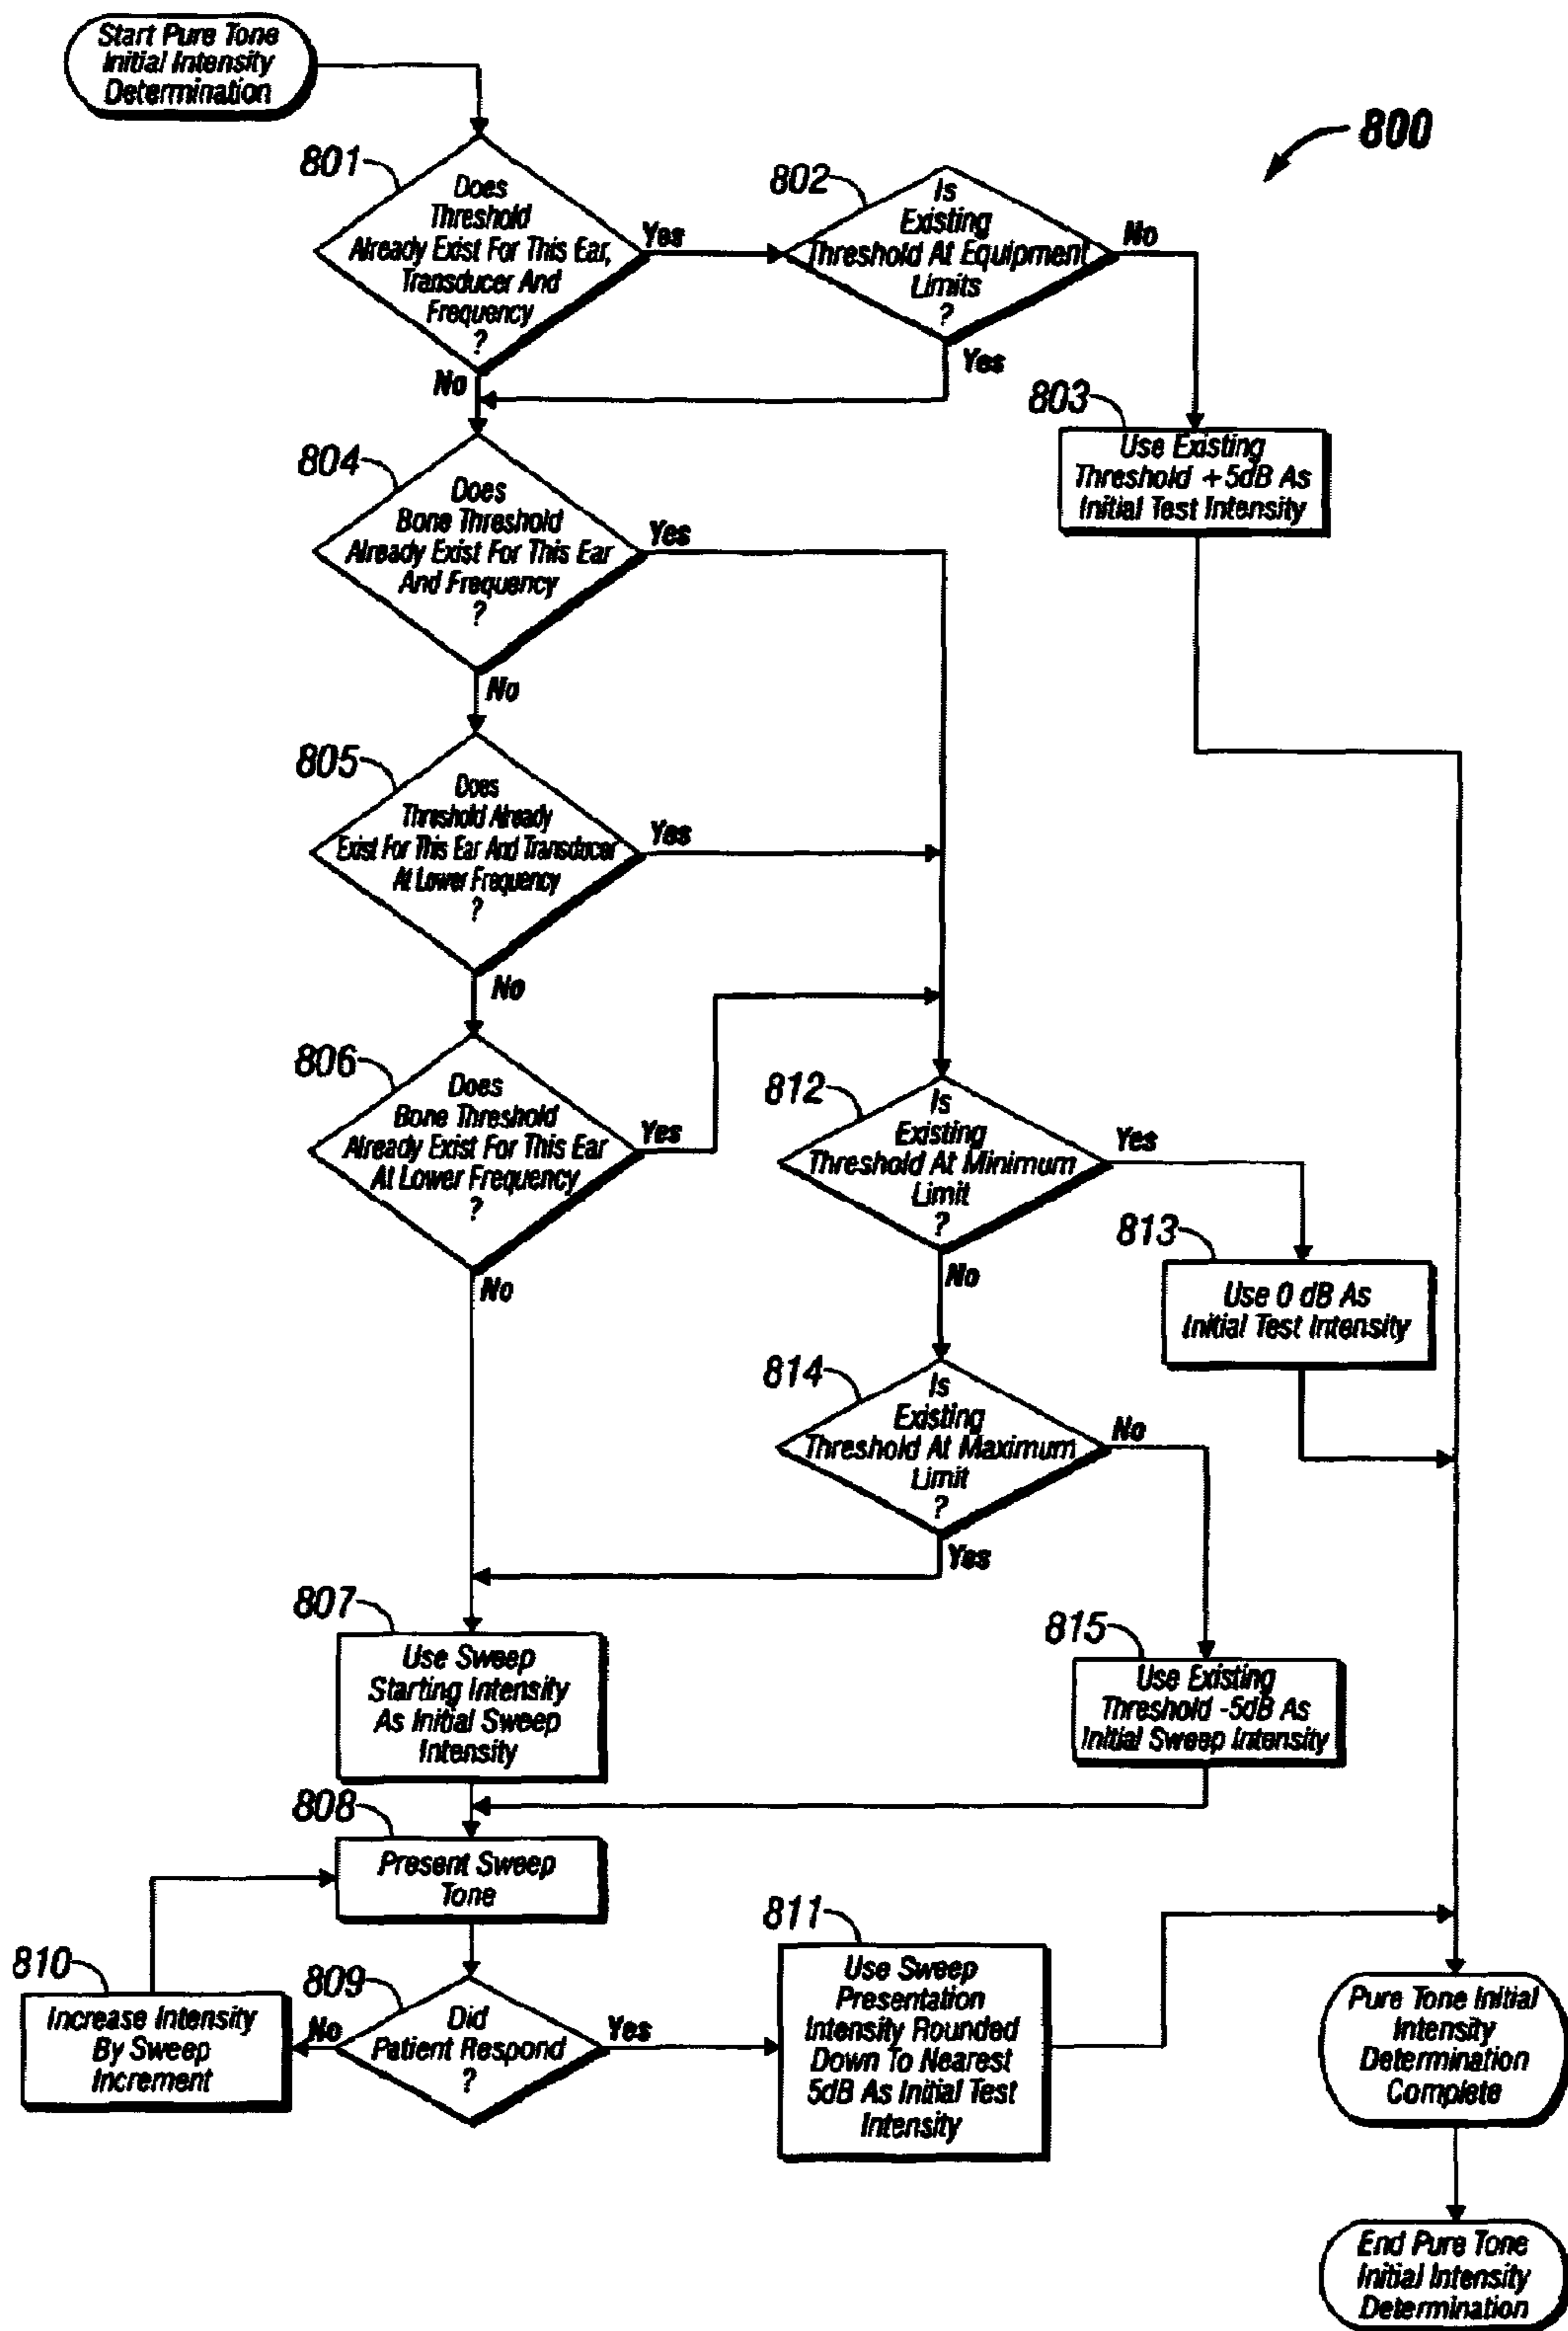 Start Pure Tone
Initial Intensity
Determination
800
801
Does
Threshold
Already Exist For This Ear,
Transducer And
Frequency
?
Yes
No
802
Is
Existing
Threshold At Equipment
Limits
?
No
Yes
803
Use Existing
Threshold +5dB As
Initial Test Intensity
804
Does
Bone Threshold
Already Exist For This Ear
And Frequency
?
Yes
No
805
Does
Threshold Already
Exist For This Ear And Transducer
At Lower Frequency
?
Yes
No
806
Does
Bone Threshold
Already Exist For This Ear
At Lower Frequency
?
Yes
No
812
Is
Existing
Threshold At Minimum
Limit
?
Yes
No
813
Use 0 dB As
Initial Test Intensity
814
Is
Existing
Threshold At Maximum
Limit
?
No
Yes
807
Use Sweep
Starting Intensity
As Initial Sweep
Intensity
815
Use Existing
Threshold -5dB As
Initial Sweep Intensity
808
Present Sweep
Tone
810
Increase Intensity
By Sweep
Increment
809
Did
Patient Respond
?
No
Yes
811
Use Sweep
Presentation
Intensity Rounded
Down To Nearest
5dB As Initial Test
Intensity
Pure Tone Initial
Intensity
Determination
Complete
End Pure Tone
Initial Intensity
Determination